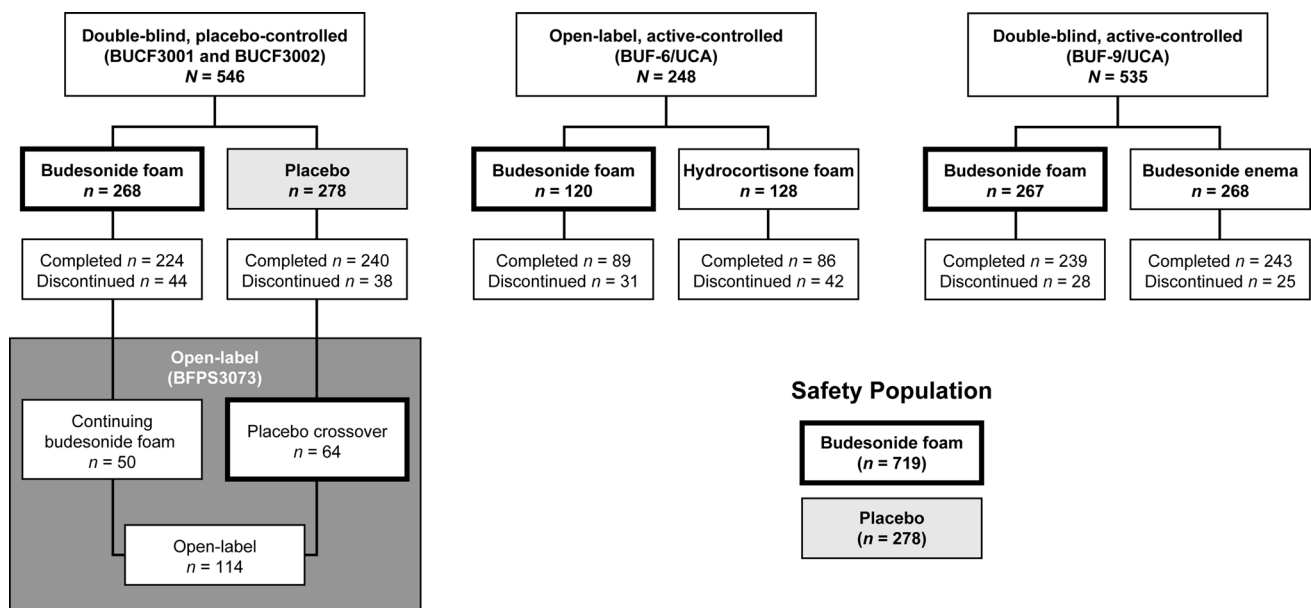 Double-blind, placebo-controlled
(BUCF3001 and BUCF3002)
N = 546
Budesonide foam
n = 268
Placebo
n = 278
Completed n = 224
Discontinued n = 44
Completed n = 240
Discontinued n = 38
Open-label
(BFPS3073)
Continuing
budesonide foam
n = 50
Placebo crossover
n = 64
Open-label
n = 114
Open-label, active-controlled
(BUF-6/UCA)
N = 248
Budesonide foam
n = 120
Hydrocortisone foam
n = 128
Completed n = 89
Discontinued n = 31
Completed n = 86
Discontinued n = 42
Double-blind, active-controlled
(BUF-9/UCA)
N = 535
Budesonide foam
n = 267
Budesonide enema
n = 268
Completed n = 239
Discontinued n = 28
Completed n = 243
Discontinued n = 25
Safety Population
Budesonide foam
(n = 719)
Placebo
(n = 278)